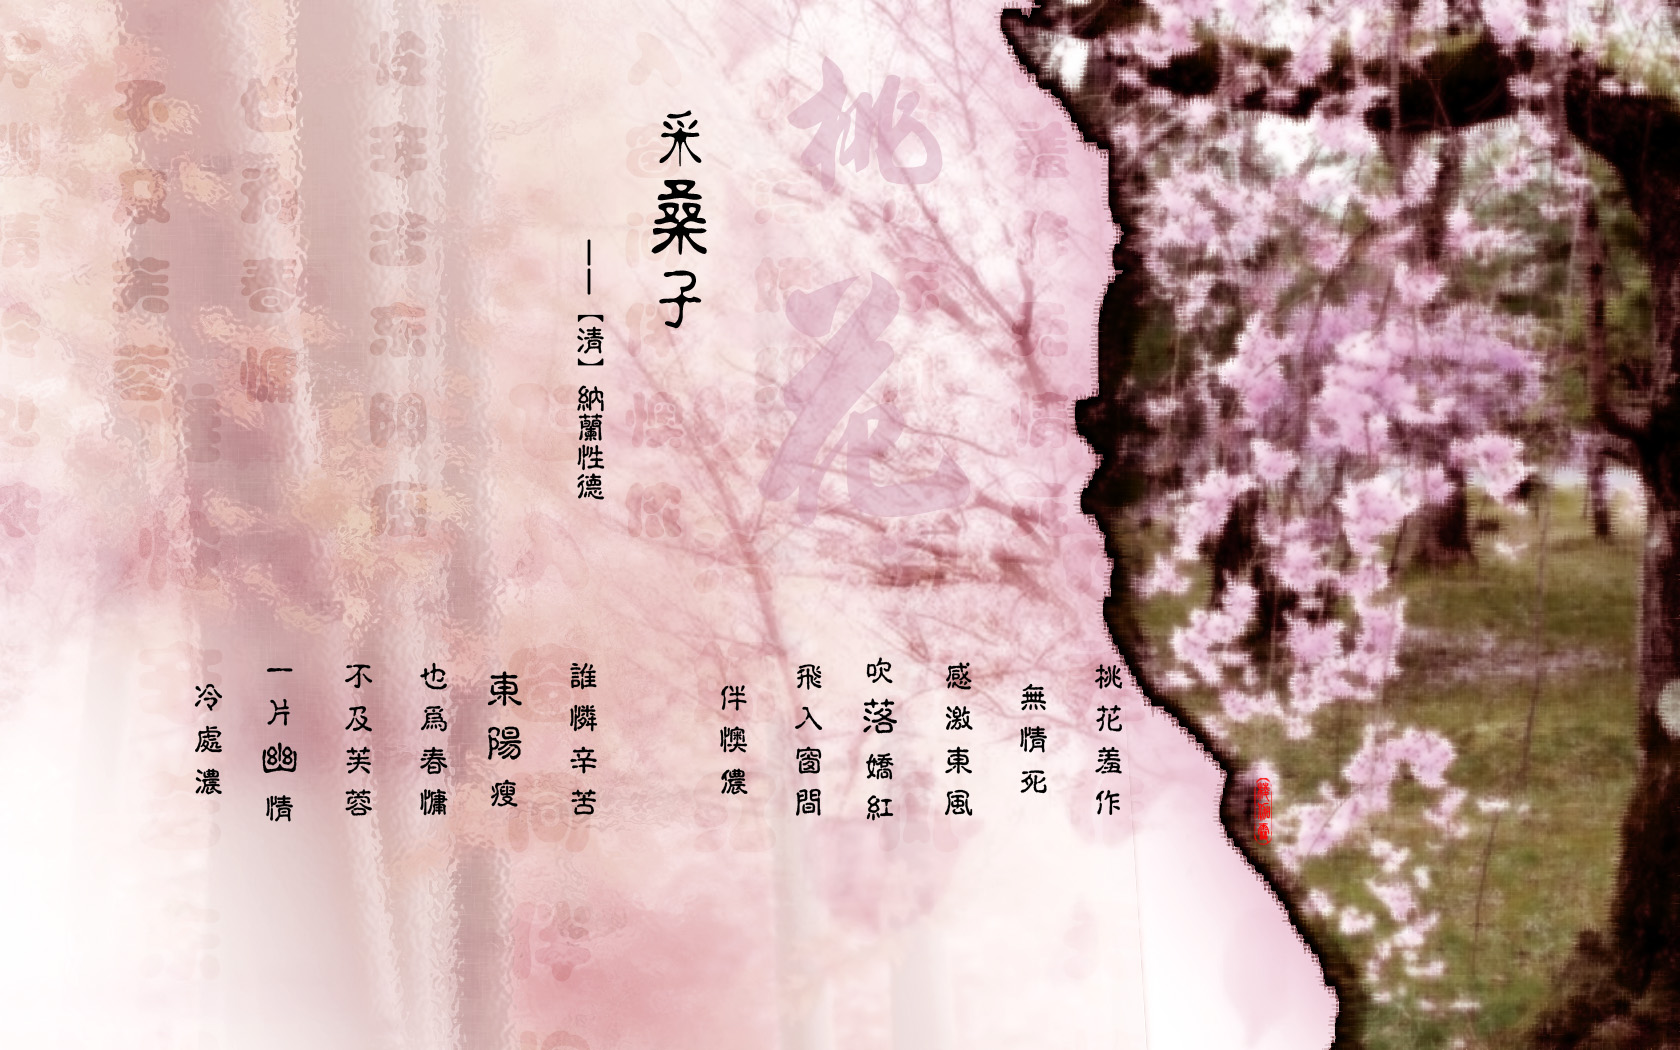 桃花
采桑子
——【清】納蘭性德
桃花羞作
無情死
感激東風
吹落嬌紅
飛入窗間
伴懊儂
誰憐辛苦
東陽瘦
也爲春慵
不及芙蓉
一片幽情
冷處濃